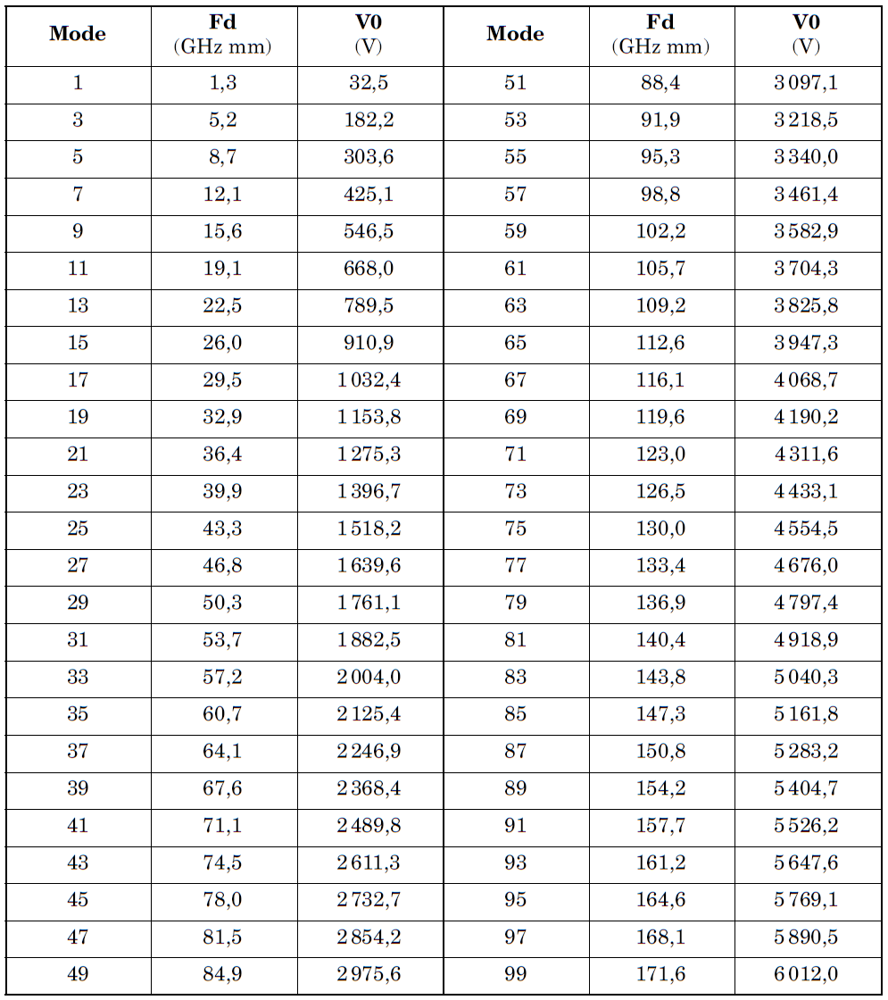 Mode Fd V0 Mode Fd V0
(GHz mm) (V) (GHz mm) (V)
1 1,3 32,5 51 88,4 3 097,1
3 5,2 182,2 53 91,9 3 218,5
5 8,7 303,6 55 95,3 3 340,0
7 12,1 425,1 57 98,8 3 461,4
9 15,6 546,5 59 102,2 3 582,9
11 19,1 668,0 61 105,7 3 704,3
13 22,5 789,5 63 109,2 3 825,8
15 26,0 910,9 65 112,6 3 947,3
17 29,5 1 032,4 67 116,1 4 068,7
19 32,9 1 153,8 69 119,6 4 190,2
21 36,4 1 275,3 71 123,0 4 311,6
23 39,9 1 396,7 73 126,5 4 433,1
25 43,3 1 518,2 75 130,0 4 554,5
27 46,8 1 639,6 77 133,4 4 676,0
29 50,3 1 761,1 79 136,9 4 797,4
31 53,7 1 882,5 81 140,4 4 918,9
33 57,2 2 004,0 83 143,8 5 040,3
35 60,7 2 125,4 85 147,3 5 161,8
37 64,1 2 246,9 87 150,8 5 283,2
39 67,6 2 368,4 89 154,2 5 404,7
41 71,1 2 489,8 91 157,7 5 526,2
43 74,5 2 611,3 93 161,2 5 647,6
45 78,0 2 732,7 95 164,6 5 769,1
47 81,5 2 854,2 97 168,1 5 890,5
49 84,9 2 975,6 99 171,6 6 012,0